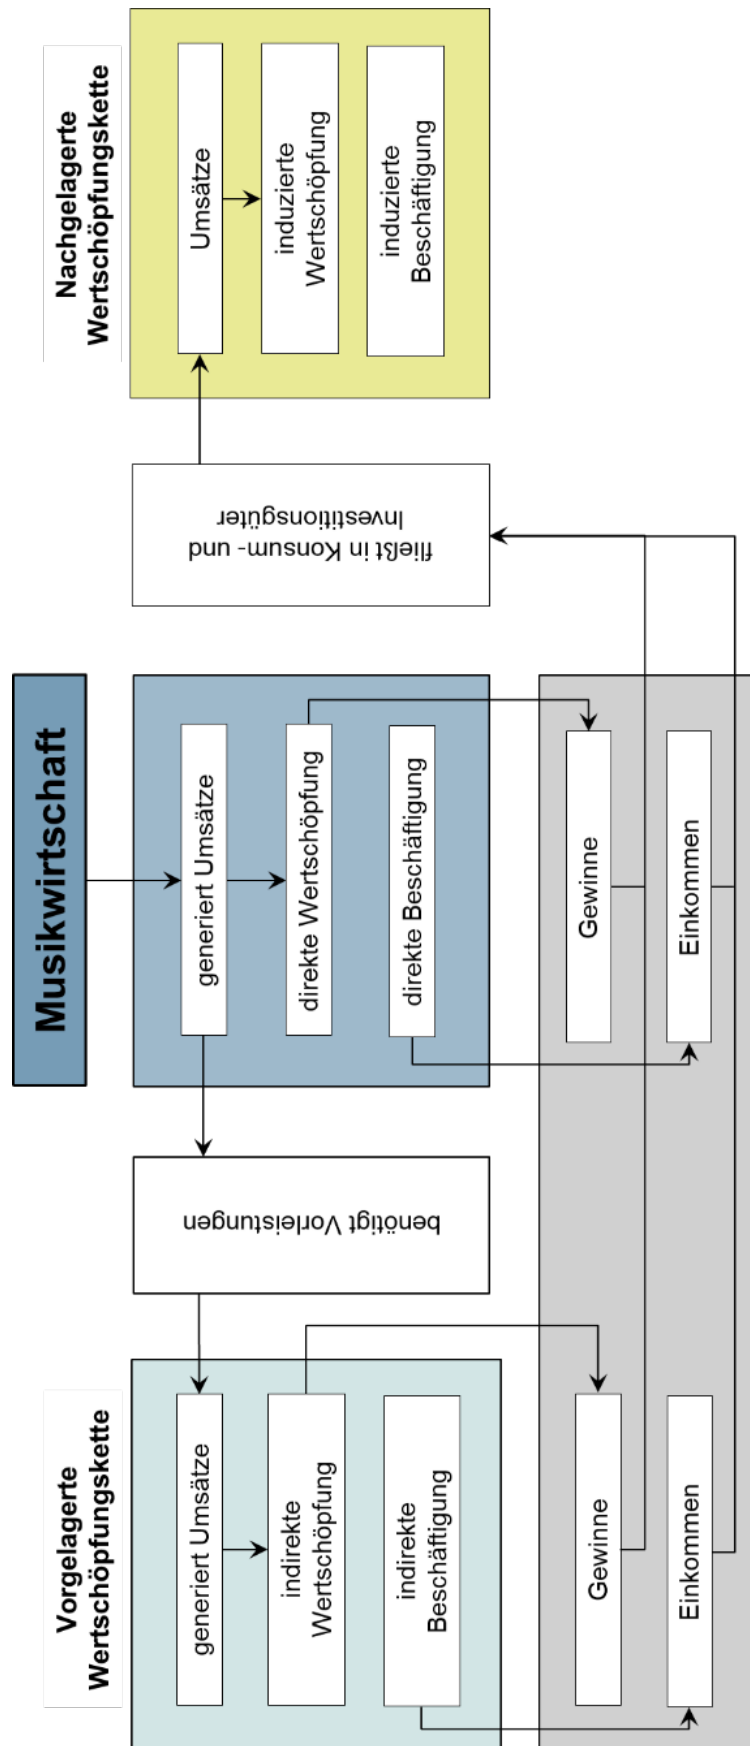 Vorgelagerte
Wertschöpfungskette
generiert Umsätze
indirekte
Wertschöpfung
indirekte
Beschäftigung
Gewinne
Einkommen
benötigt Vorleistungen
Musikwirtschaft
generiert Umsätze
direkte Wertschöpfung
direkte Beschäftigung
Gewinne
Einkommen
fließt in Konsum- und
Investitionsgüter
Nachgelagerte
Wertschöpfungskette
Umsätze
induzierte
Wertschöpfung
induzierte
Beschäftigung